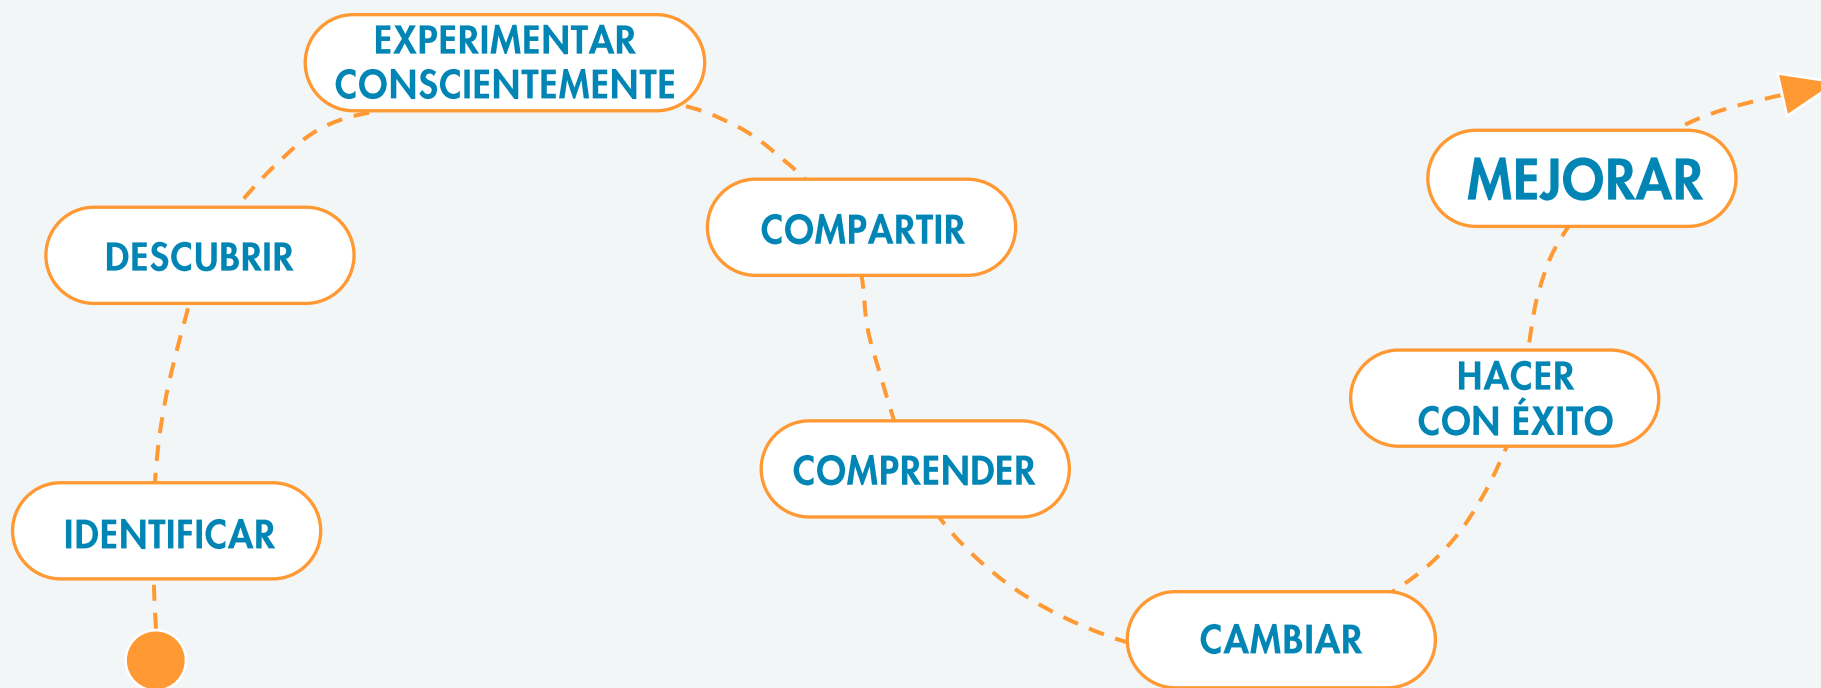 IDENTIFICAR
DESCUBRIR
EXPERIMENTAR
CONSCIENTEMENTE
COMPARTIR
COMPRENDER
CAMBIAR
HACER
CON ÉXITO
MEJORAR